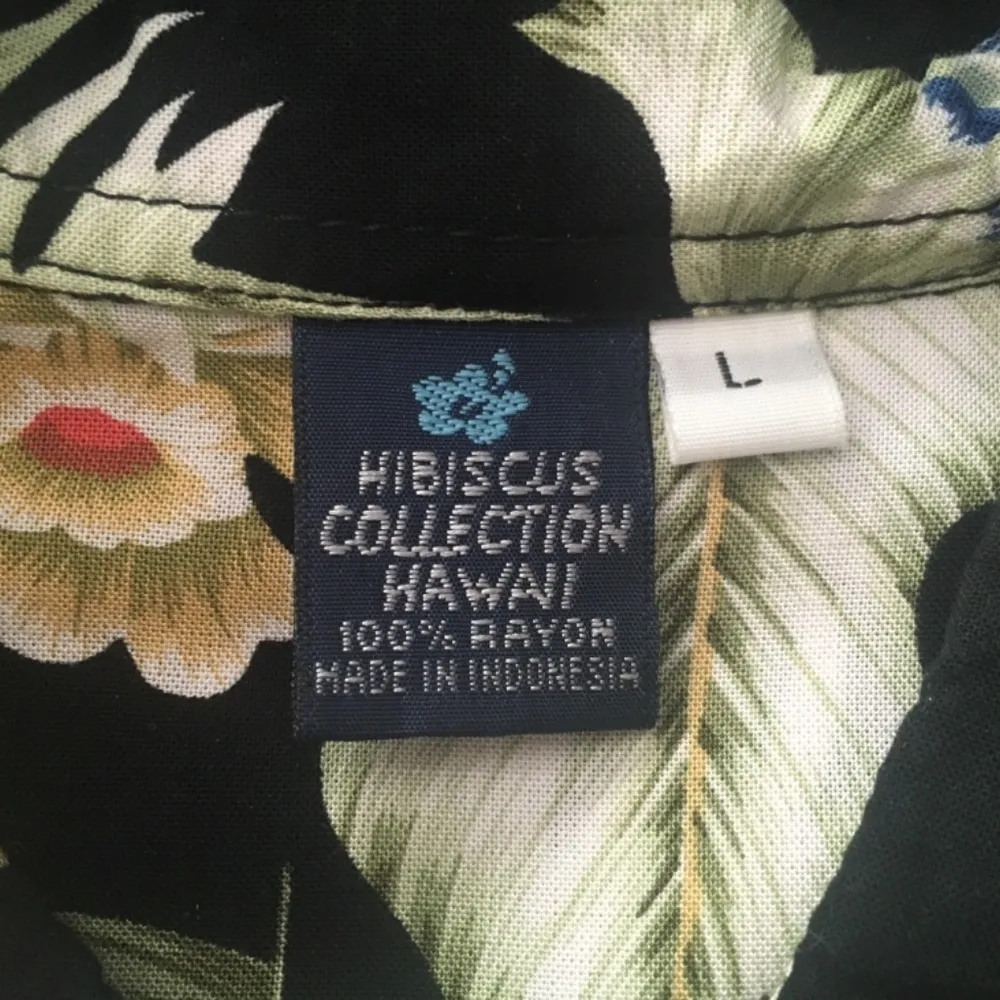 L
HIBISCUS
COLLECTION
HAWAII
100% RAYON
MADE IN INDONESIA